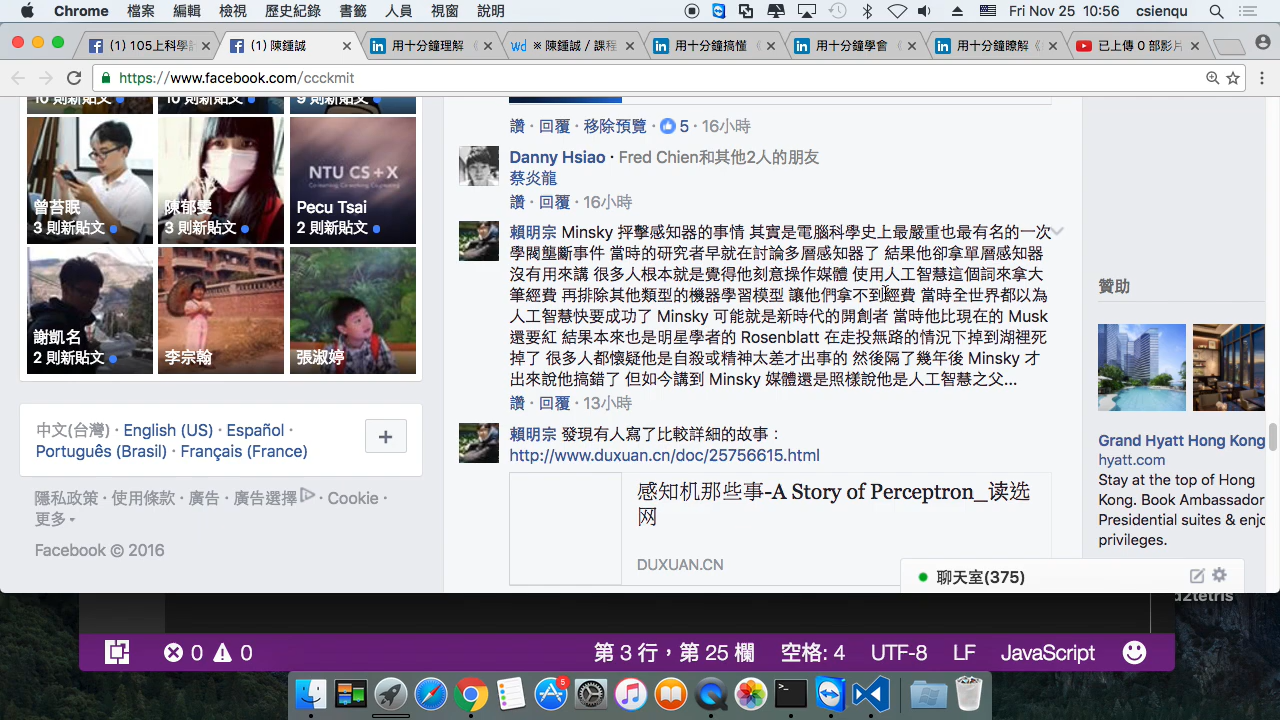 Chrome 檔案 編輯 檢視 歷史紀錄 書籤 人員 視窗 說明 Fri Nov 25 10:56 csienqu
(1) 105上科學計 (1) 陳鍾誠 用十分鐘理解《 ※ 陳鍾誠 / 課程 用十分鐘搞懂《 用十分鐘學會《 用十分鐘瞭解《 已上傳 0 部影片
https://www.facebook.com/ccckmit
10 則新貼文 10 則新貼文 9 則新貼文
曾苔眠
3 則新貼文
陳郁雯
3 則新貼文
NTU CS+X
Pecu Tsai
2 則新貼文
謝凱名
2 則新貼文
李宗翰
張淑婷
中文(台灣) · English (US) · Español ·
Português (Brasil) · Français (France)
隱私政策 · 使用條款 · 廣告 · 廣告選擇 · Cookie ·
更多
Facebook © 2016
讚 · 回覆 · 移除預覽 · 5 · 16小時
Danny Hsiao · Fred Chien和其他2人的朋友
蔡炎龍
讚 · 回覆 · 16小時
賴明宗 Minsky 抨擊感知器的事情 其實是電腦科學史上最嚴重也最有名的一次
學閥壟斷事件 當時的研究者早就在討論多層感知器了 結果他卻拿單層感知器
沒有用來講 很多人根本就是覺得他刻意操作媒體 使用人工智慧這個詞來拿大
筆經費 再排除其他類型的機器學習模型 讓他們拿不到經費 當時全世界都以為
人工智慧快要成功了 Minsky 可能就是新時代的開創者 當時他比現在的 Musk
還要紅 結果本來也是明星學者的 Rosenblatt 在走投無路的情況下掉到湖裡死
掉了 很多人都懷疑他是自殺或精神太差才出事的 然後隔了幾年後 Minsky 才
出來說他搞錯了 但如今講到 Minsky 媒體還是照樣說他是人工智慧之父...
讚 · 回覆 · 13小時
賴明宗 發現有人寫了比較詳細的故事：
http://www.duxuan.cn/doc/25756615.html
感知机那些事-A Story of Perceptron_读选
网
DUXUAN.CN
贊助
Grand Hyatt Hong Kong
hyatt.com
Stay at the top of Hong
Kong. Book Ambassador
Presidential suites & enjo
privileges.
聊天室(375)
d2tetris
0 0 第 3 行，第 25 欄 空格: 4 UTF-8 LF JavaScript
5